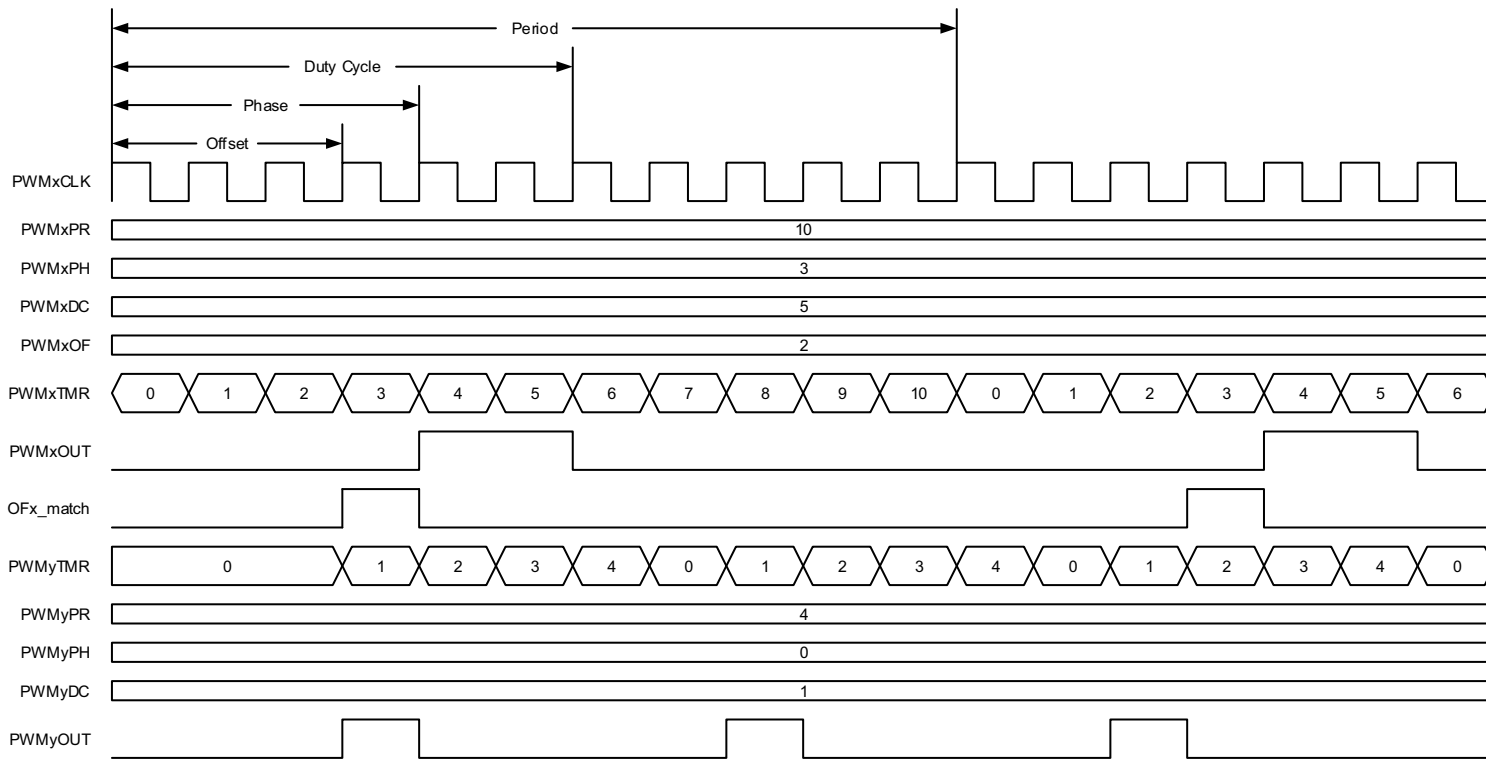 Period
Duty Cycle
Phase
Offset
PWMxCLK
PWMxPR 10
PWMxPH 3
PWMxDC 5
PWMxOF 2
PWMxTMR 0 1 2 3 4 5 6 7 8 9 10 0 1 2 3 4 5 6
PWMxOUT
OFx_match
PWMyTMR 0 1 2 3 4 0 1 2 3 4 0 1 2 3 4 0
PWMyPR 4
PWMyPH 0
PWMyDC 1
PWMyOUT